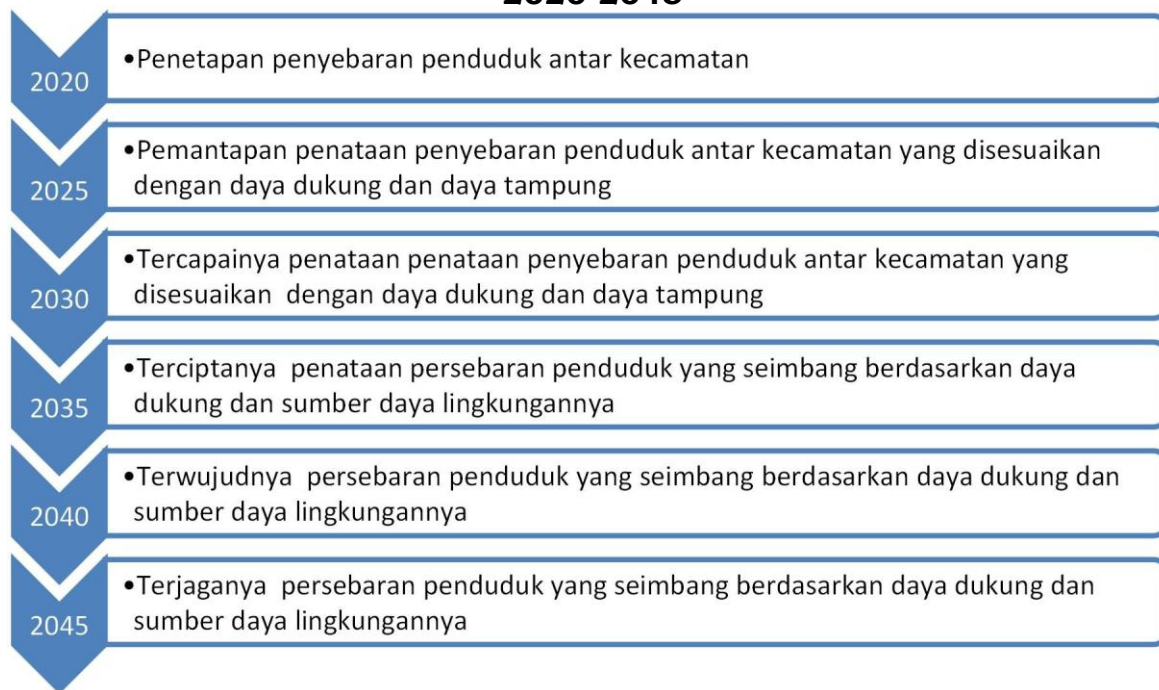 2020
•Penetapan penyebaran penduduk antar kecamatan
2025
•Pemantapan penataan penyebaran penduduk antar kecamatan yang disesuaikan
dengan daya dukung dan daya tampung
2030
•Tercapainya penataan penataan penyebaran penduduk antar kecamatan yang
disesuaikan dengan daya dukung dan daya tampung
2035
•Terciptanya penataan persebaran penduduk yang seimbang berdasarkan daya
dukung dan sumber daya lingkungannya
2040
•Terwujudnya persebaran penduduk yang seimbang berdasarkan daya dukung dan
sumber daya lingkungannya
2045
•Terjaganya persebaran penduduk yang seimbang berdasarkan daya dukung dan
sumber daya lingkungannya